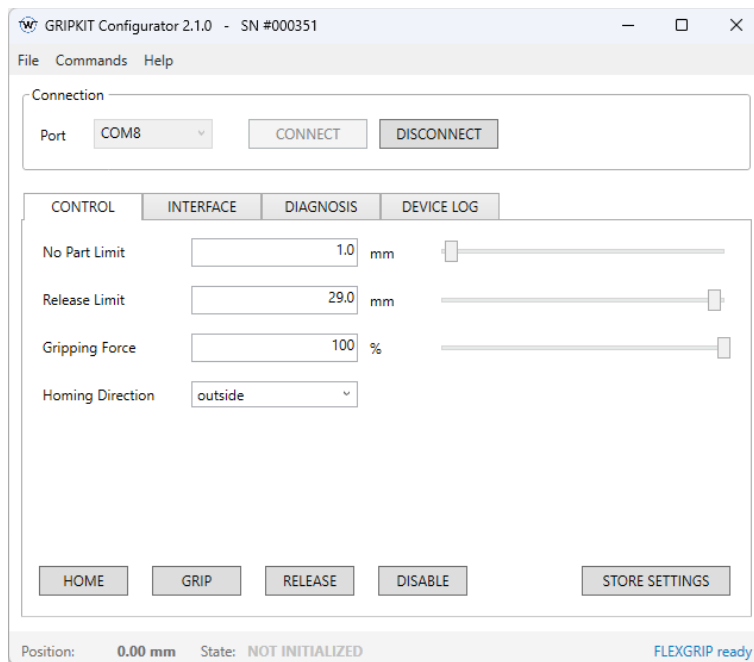 GRIPKIT Configurator 2.1.0 - SN #000351
File Commands Help
Connection
Port COM8 CONNECT DISCONNECT
CONTROL INTERFACE DIAGNOSIS DEVICE LOG
No Part Limit 1.0 mm
Release Limit 29.0 mm
Gripping Force 100 %
Homing Direction outside
HOME GRIP RELEASE DISABLE STORE SETTINGS
Position: 0.00 mm State: NOT INITIALIZED FLEXGRIP ready